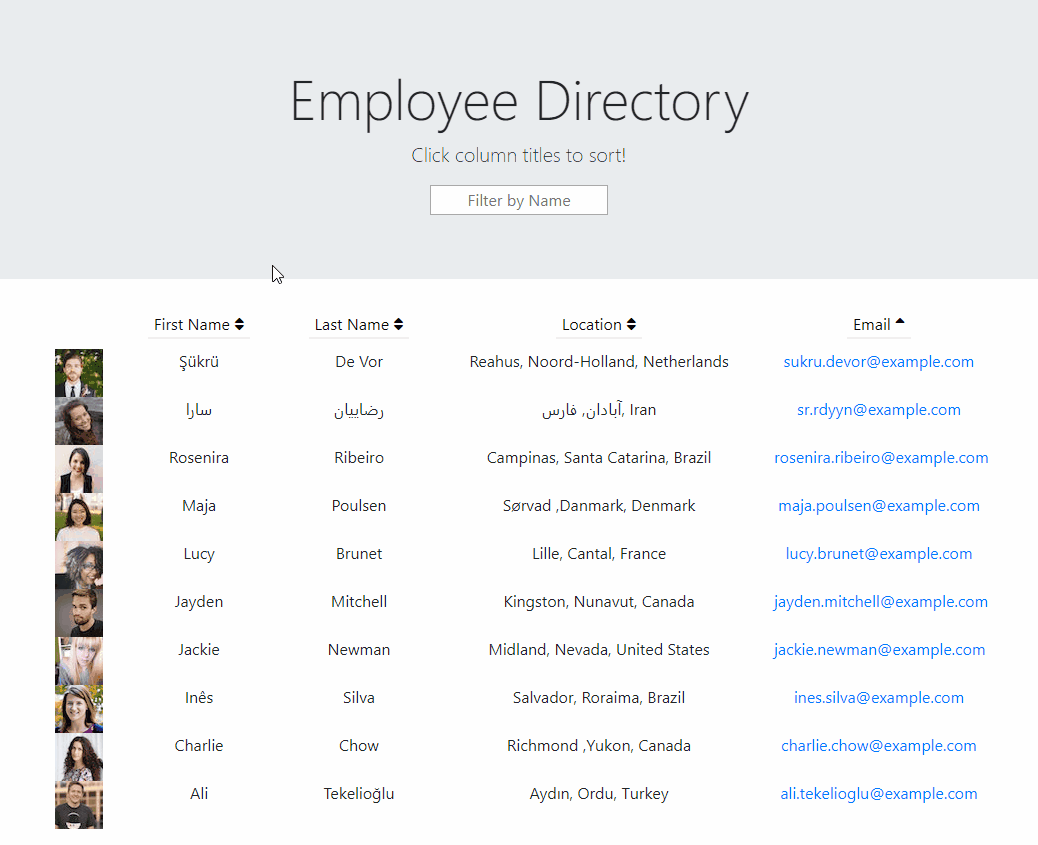 Employee Directory
Click column titles to sort!
Filter by Name
First Name Last Name Location Email
Şükrü De Vor Reahus, Noord-Holland, Netherlands sukru.devor@example.com
سارا رضاییان آبادان, فارس, Iran sr.rdyyn@example.com
Rosenira Ribeiro Campinas, Santa Catarina, Brazil rosenira.ribeiro@example.com
Maja Poulsen Sørvad ,Danmark, Denmark maja.poulsen@example.com
Lucy Brunet Lille, Cantal, France lucy.brunet@example.com
Jayden Mitchell Kingston, Nunavut, Canada jayden.mitchell@example.com
Jackie Newman Midland, Nevada, United States jackie.newman@example.com
Inês Silva Salvador, Roraima, Brazil ines.silva@example.com
Charlie Chow Richmond ,Yukon, Canada charlie.chow@example.com
Ali Tekelioğlu Aydın, Ordu, Turkey ali.tekelioglu@example.com